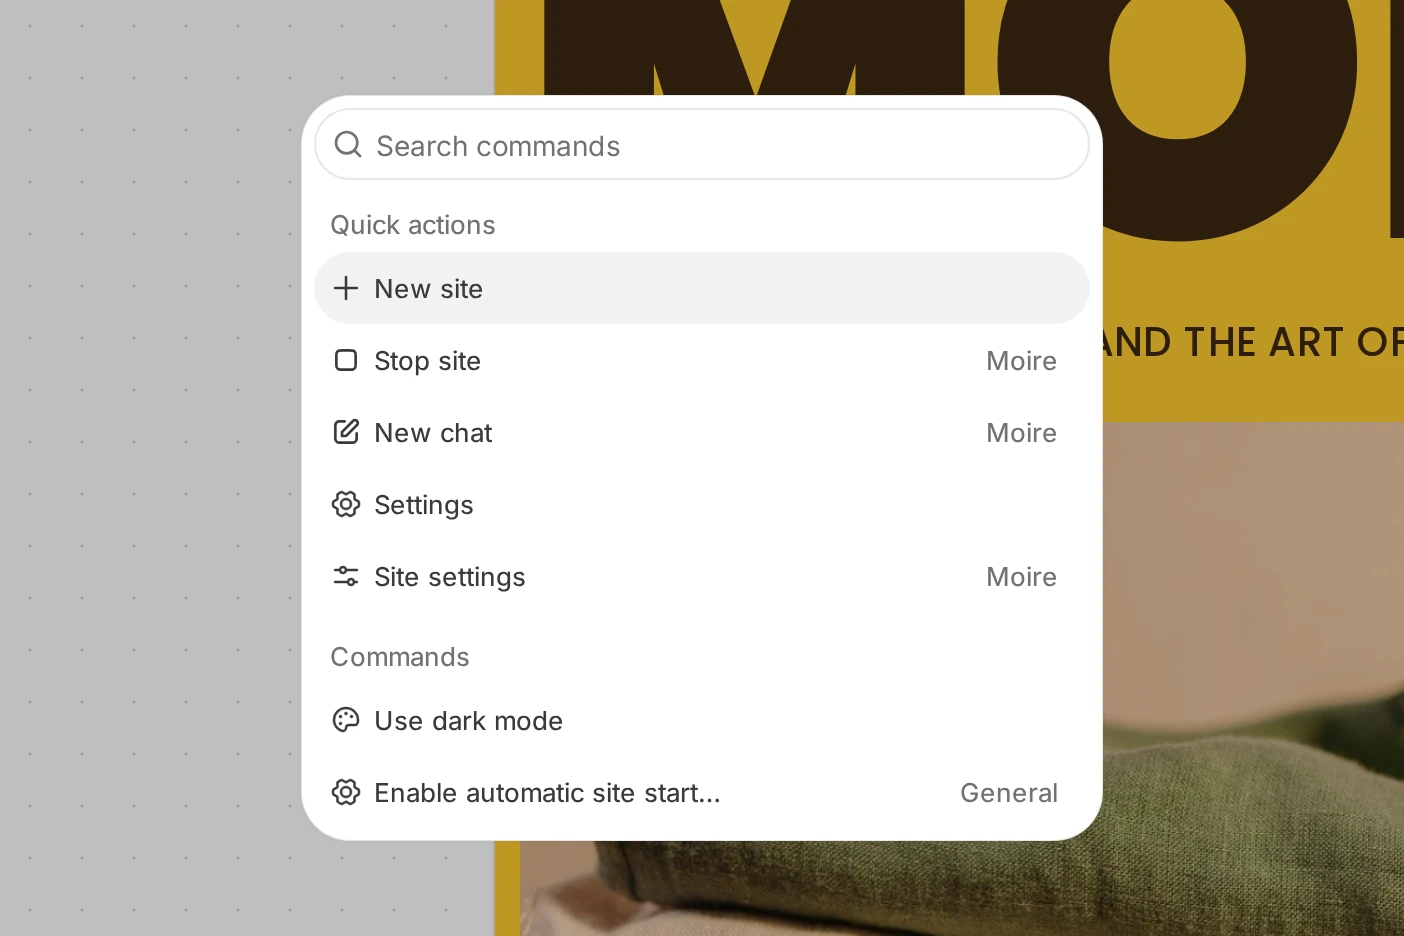 MO
Search commands
Quick actions
New site
Stop site Moire
New chat Moire
AND THE ART OF
Settings
Site settings Moire
Commands
Use dark mode
Enable automatic site start... General